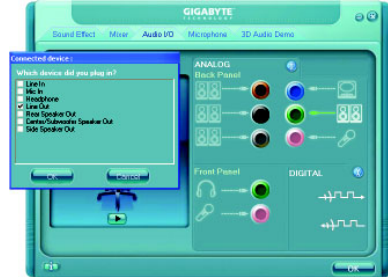 GIGABYTE
TECHNOLOGY
Sound Effect Mixer Audio I/O Microphone 3D Audio Demo
Connected device :
Which device did you plug in?
Line In
Mic In
Headphone
Line Out
Rear Speaker Out
Center/Subwoofer Speaker Out
Side Speaker Out
OK Cancel
ANALOG
Back Panel
Front Panel
DIGITAL
OK